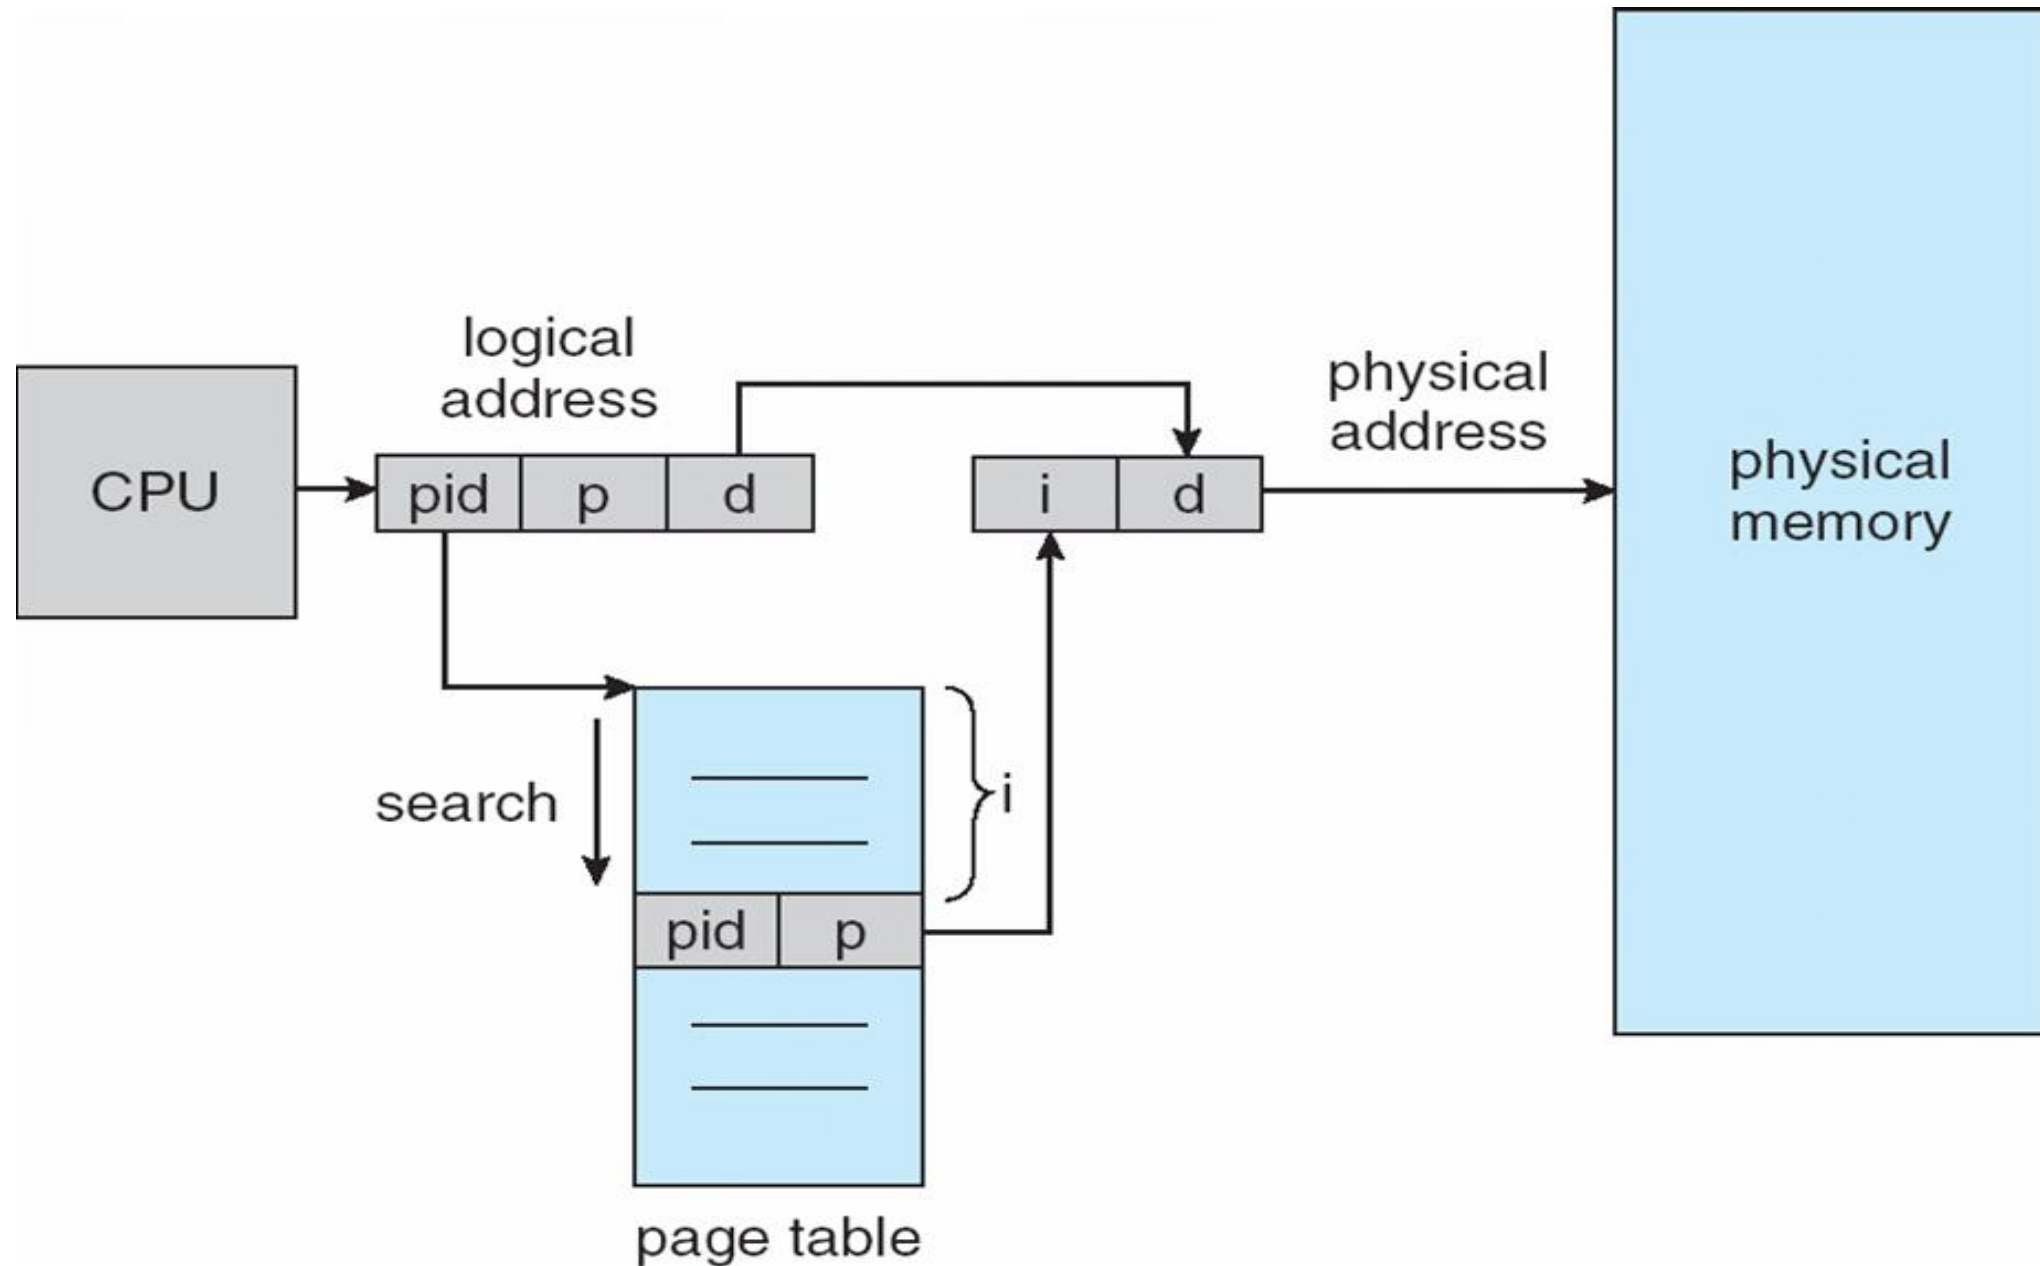 logical
address
physical
address
CPU
pid
p
d
i
d
physical
memory
search
i
pid
p
page table